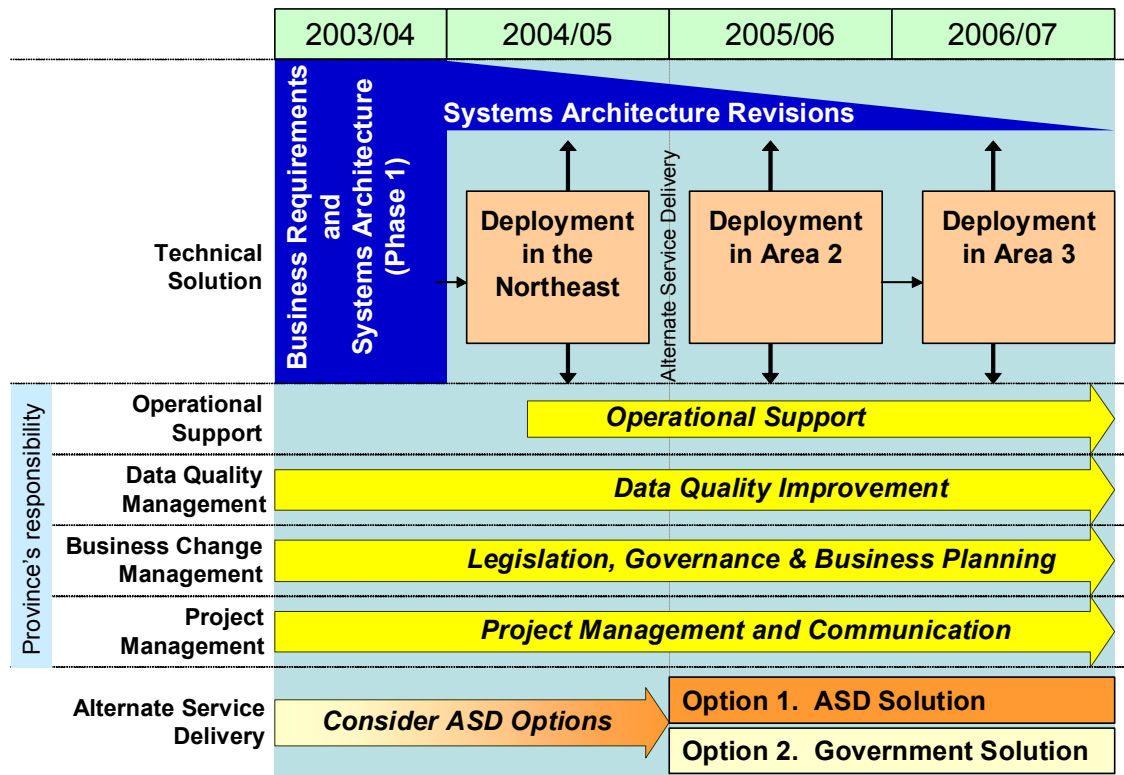 2003/04
2004/05
2005/06
2006/07
Technical
Solution
Business Requirements
and
Systems Architecture
(Phase 1)
Systems Architecture Revisions
Deployment
in the
Northeast
Alternate Service Delivery
Deployment
in Area 2
Deployment
in Area 3
Province's responsibility
Operational
Support
Operational Support
Data Quality
Management
Data Quality Improvement
Business Change
Management
Legislation, Governance & Business Planning
Project
Management
Project Management and Communication
Alternate Service
Delivery
Consider ASD Options
Option 1. ASD Solution
Option 2. Government Solution